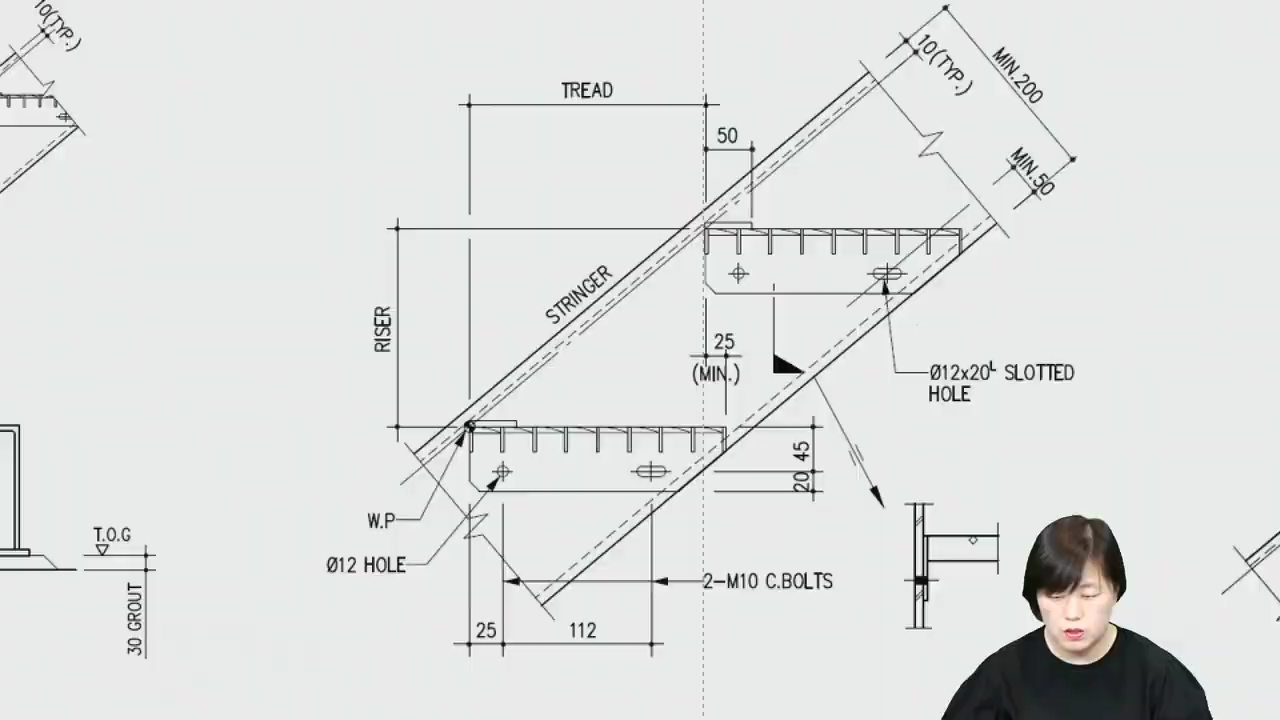 10(TYP.)
TREAD
50
10(TYP.)
MIN.200
MIN.50
STRINGER
RISER
25
(MIN.)
Ø12x20ᴸ SLOTTED
HOLE
45
20
W.P
Ø12 HOLE
2-M10 C.BOLTS
25
112
T.O.G
30 GROUT